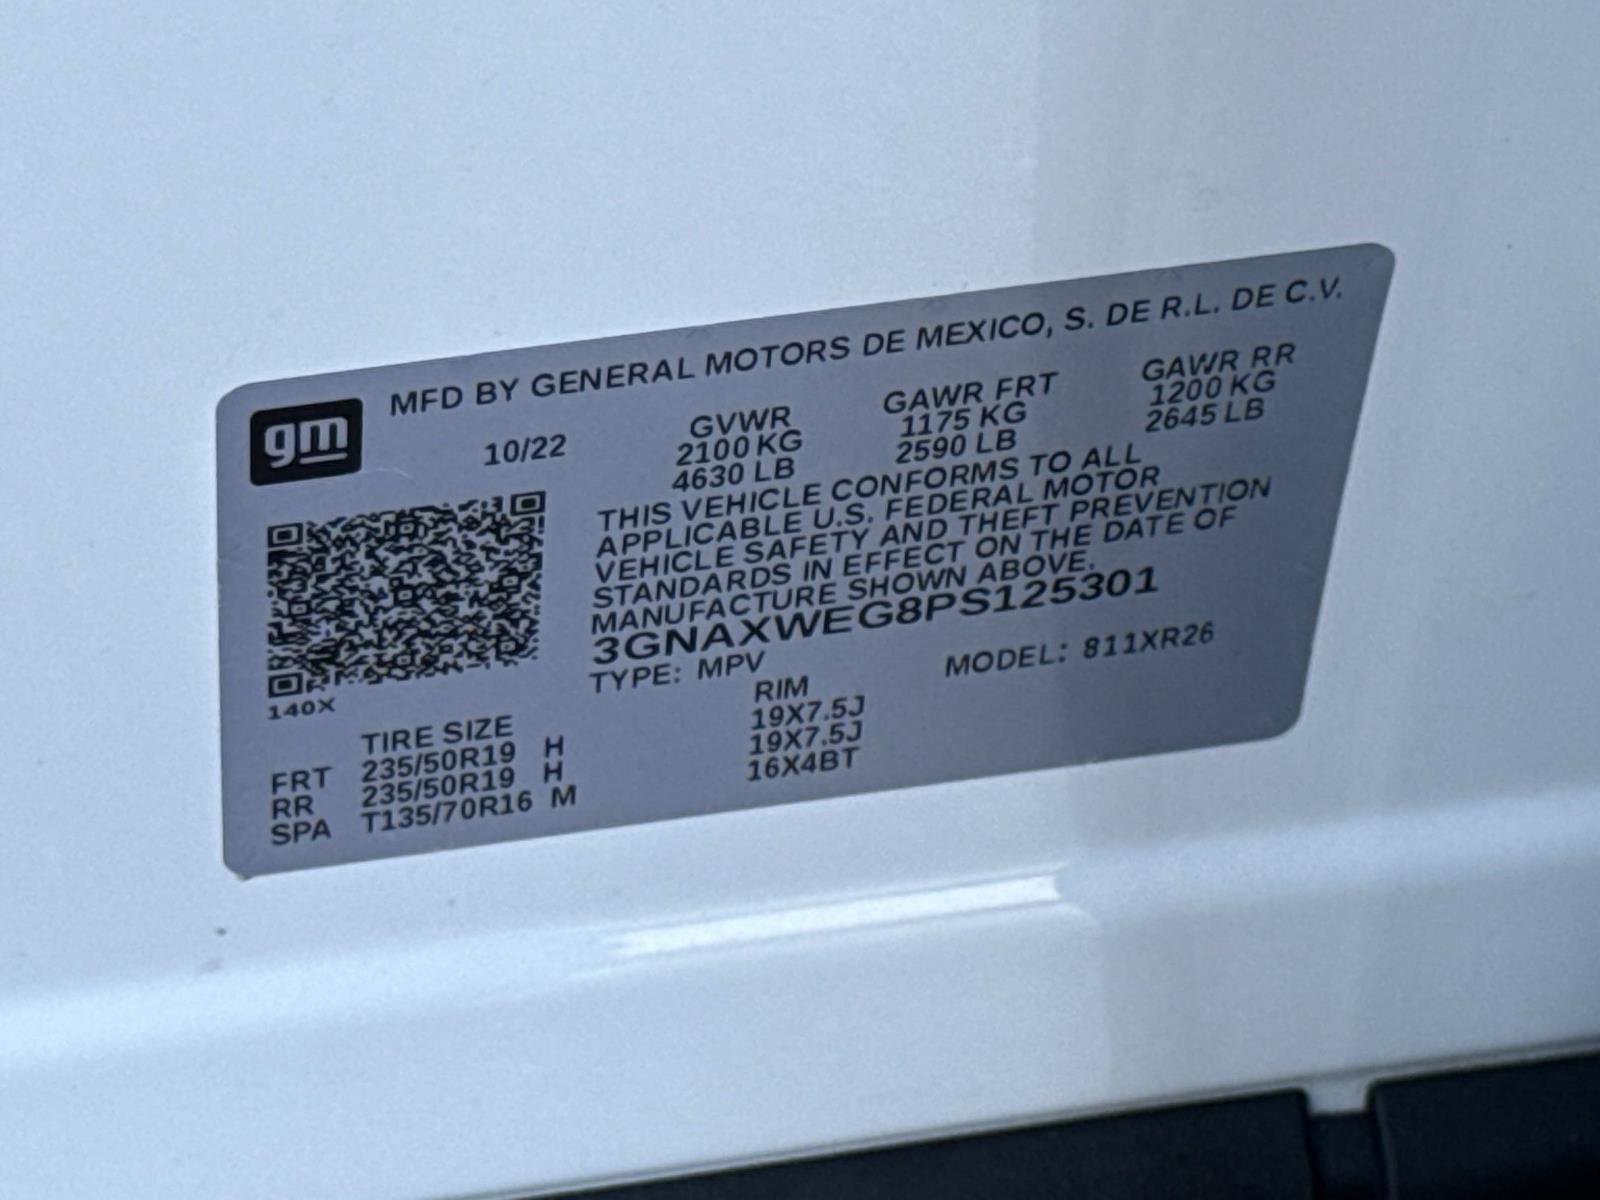 gm
MFD BY GENERAL MOTORS DE MEXICO, S. DE R.L. DE C.V.
10/22 GVWR GAWR FRT GAWR RR
2100 KG 1175 KG 1200 KG
4630 LB 2590 LB 2645 LB
THIS VEHICLE CONFORMS TO ALL
APPLICABLE U.S. FEDERAL MOTOR
VEHICLE SAFETY AND THEFT PREVENTION
STANDARDS IN EFFECT ON THE DATE OF
MANUFACTURE SHOWN ABOVE.
3GNAXWEG8PS125301
TYPE: MPV MODEL: 811XR26
140X
TIRE SIZE RIM
FRT 235/50R19 H 19X7.5J
RR 235/50R19 H 19X7.5J
SPA T135/70R16 M 16X4BT